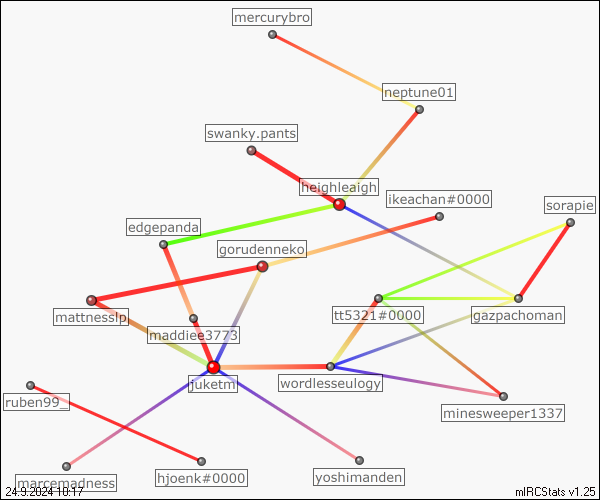 mercurybro
neptune01
swanky.pants
heighleaigh
ikeachan#0000
sorapie
edgepanda
gorudenneko
mattnesslp
maddiee3773
tt5321#0000
gazpachoman
juketm
wordlesseulogy
ruben99_
minesweeper1337
marcemadness
hjoenk#0000
yoshimanden
24.9.2024 10:17
mIRCStats v1.25